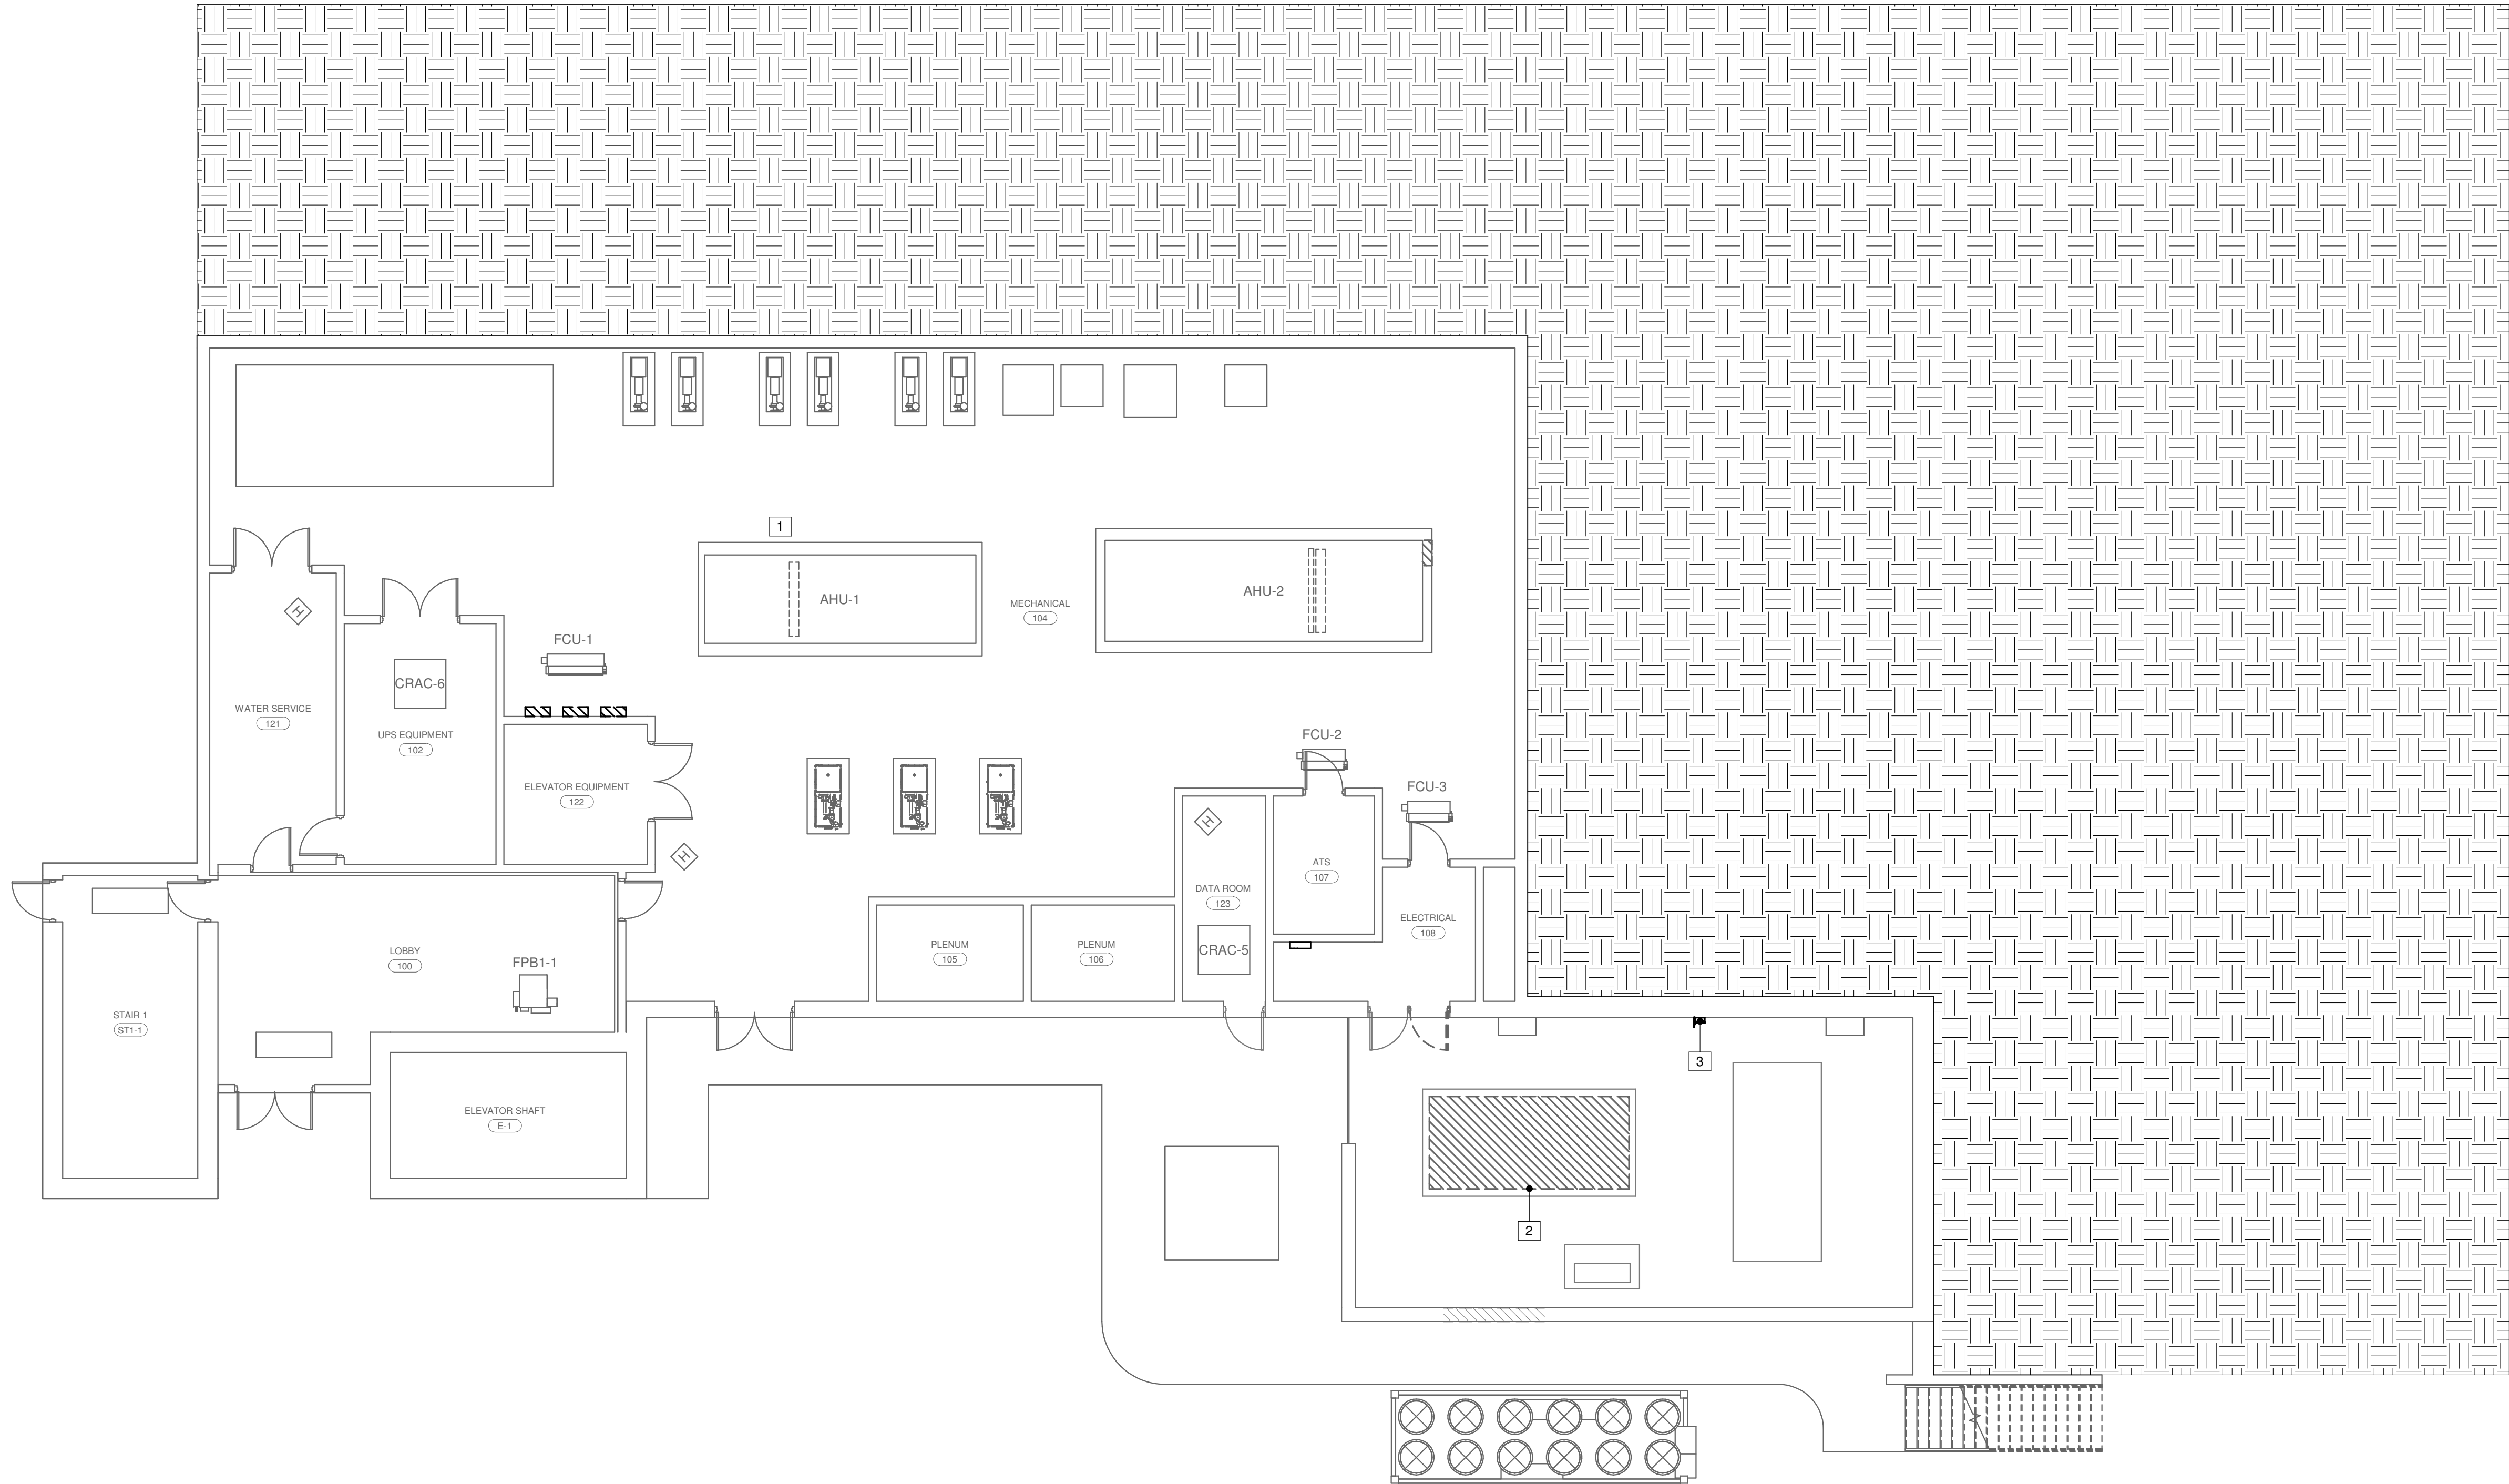 1
AHU-1
AHU-2
MECHANICAL
104
H
FCU-1
CRAC-6
WATER SERVICE
121
UPS EQUIPMENT
102
ELEVATOR EQUIPMENT
122
FCU-2
FCU-3
H
H
ATS
107
DATA ROOM
123
ELECTRICAL
108
CRAC-5
PLENUM
105
PLENUM
106
LOBBY
100
FPB1-1
STAIR 1
ST1-1
3
ELEVATOR SHAFT
E-1
2